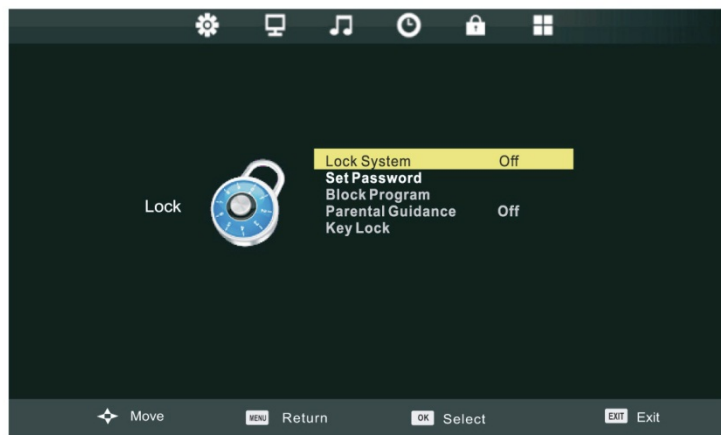 Lock
Lock System Off
Set Password
Block Program
Parental Guidance Off
Key Lock
Move MENU Return OK Select EXIT Exit